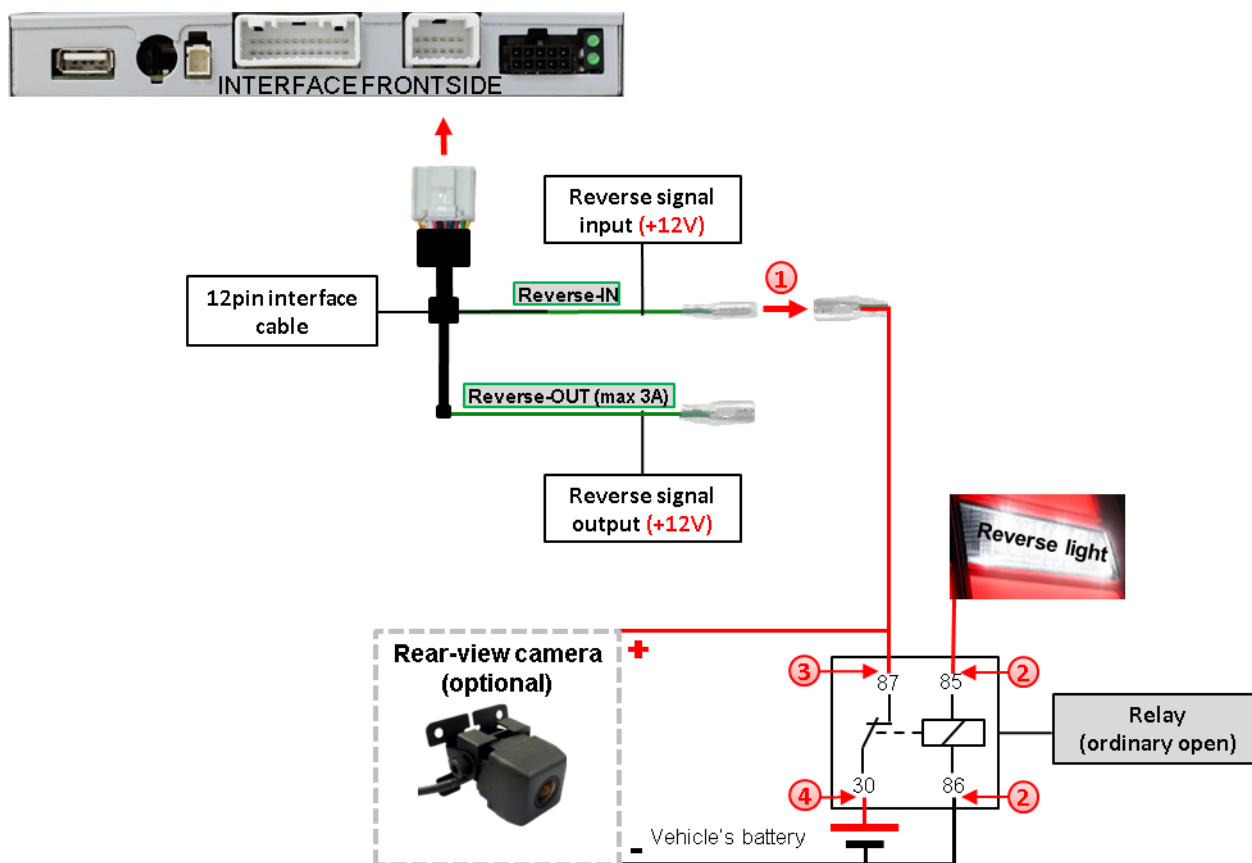 INTERFACE FRONTSIDE
Reverse signal
input (+12V)
1
Reverse-IN
12pin interface
cable
Reverse-OUT (max 3A)
Reverse signal
output (+12V)
Reverse light
Rear-view camera
(optional)
+
3
87
85
2
Relay
(ordinary open)
4
30
86
2
Vehicle's battery
-